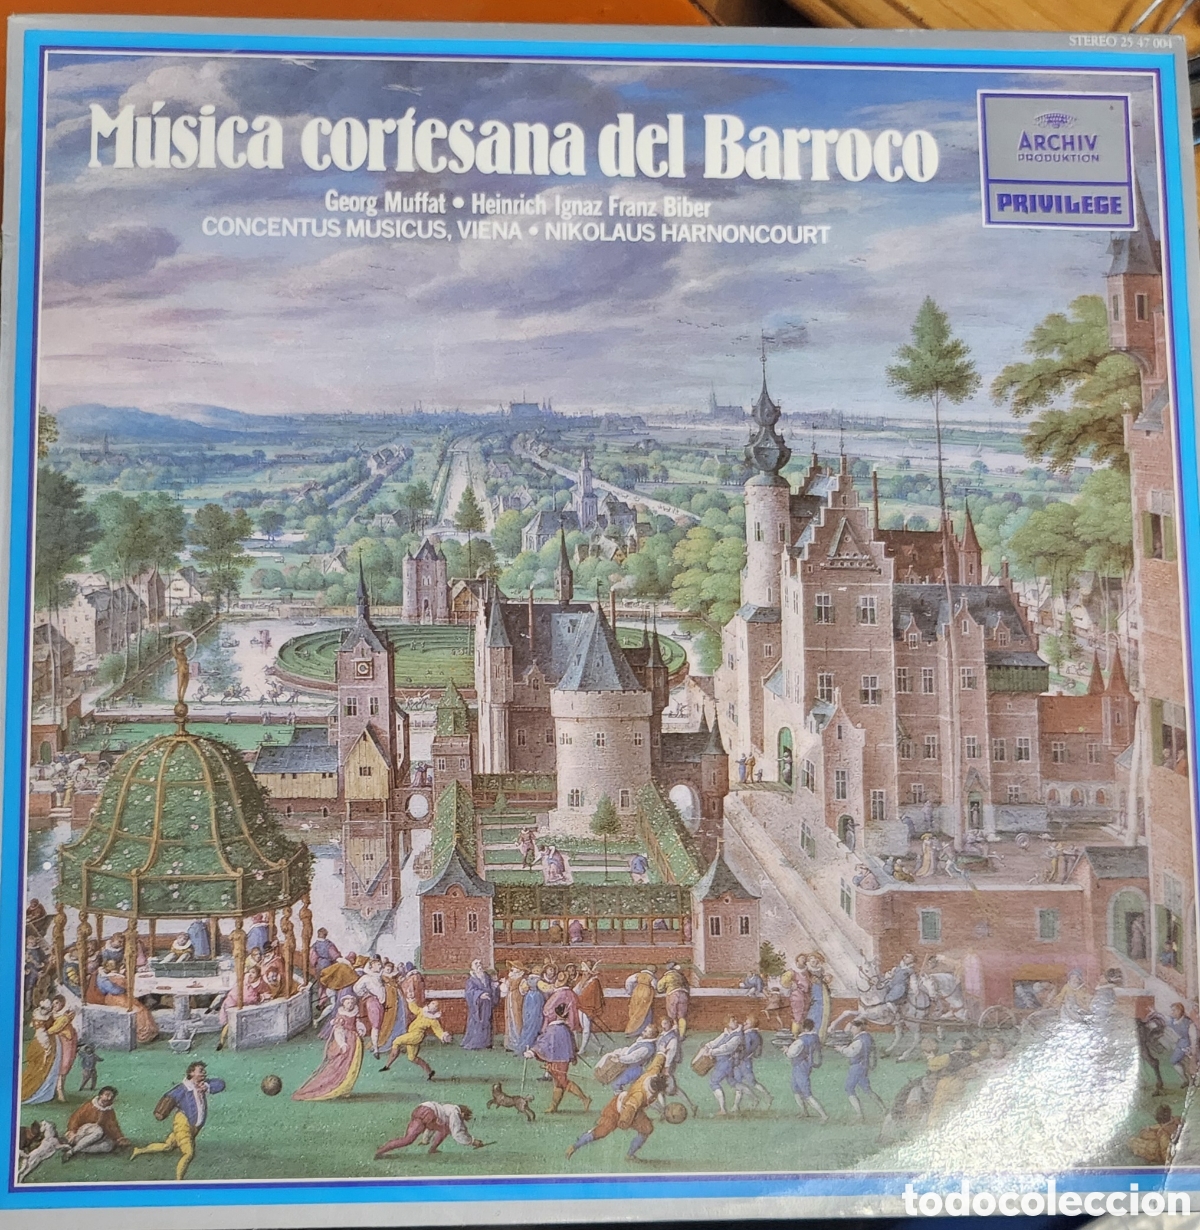 STEREO 25 47 004
Música cortesana del Barroco
Georg Muffat • Heinrich Ignaz Franz Biber
CONCENTUS MUSICUS, VIENA • NIKOLAUS HARNONCOURT
ARCHIV
PRODUKTION
PRIVILEGE
todocoleccion